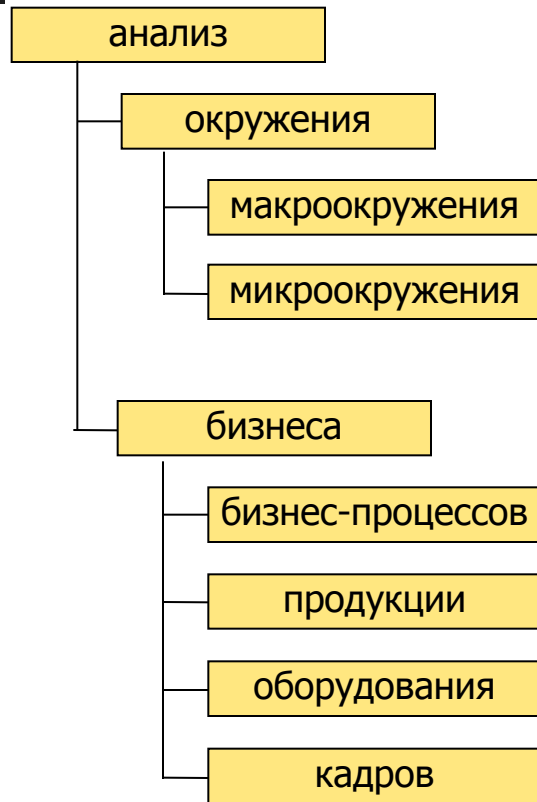 анализ
окружения
макроокружения
микроокружения
бизнеса
бизнес-процессов
продукции
оборудования
кадров